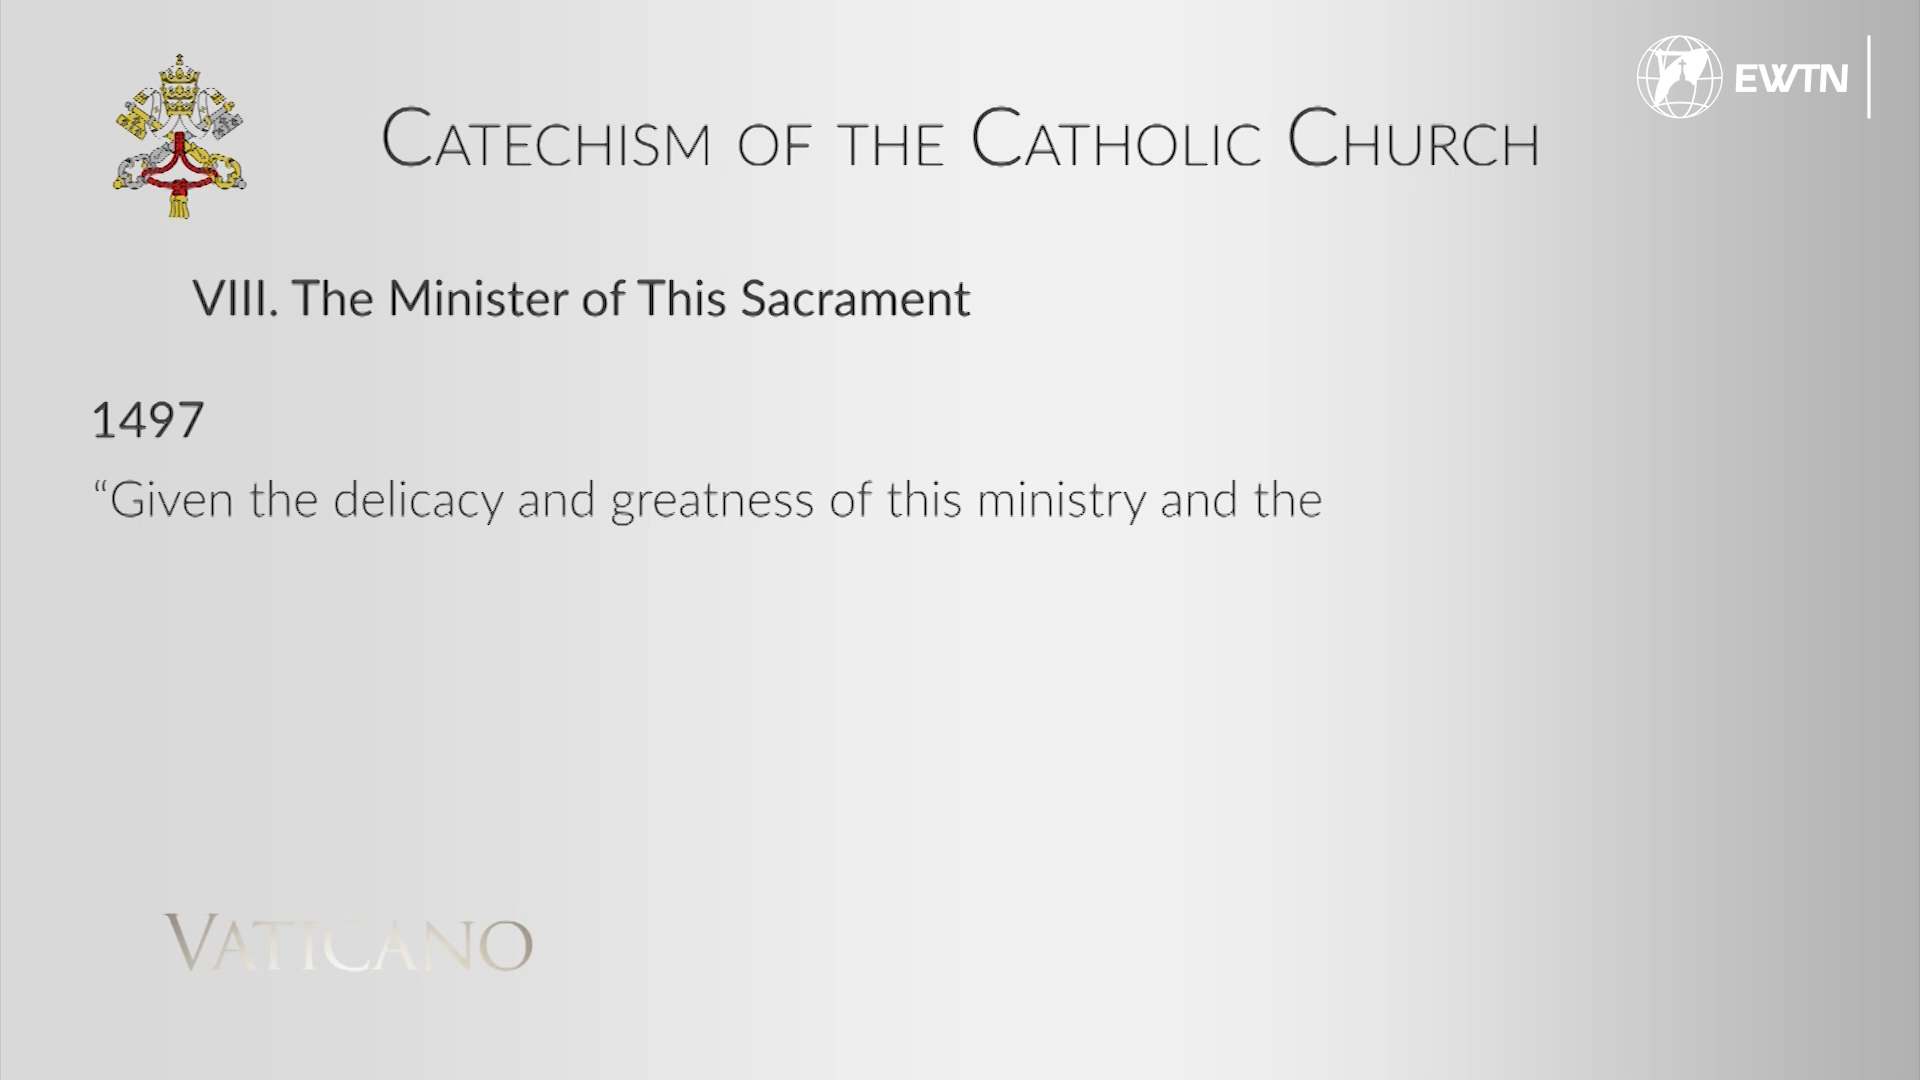 EWTN
Catechism of the Catholic Church
VIII. The Minister of This Sacrament
1497
“Given the delicacy and greatness of this ministry and the
VATICANO